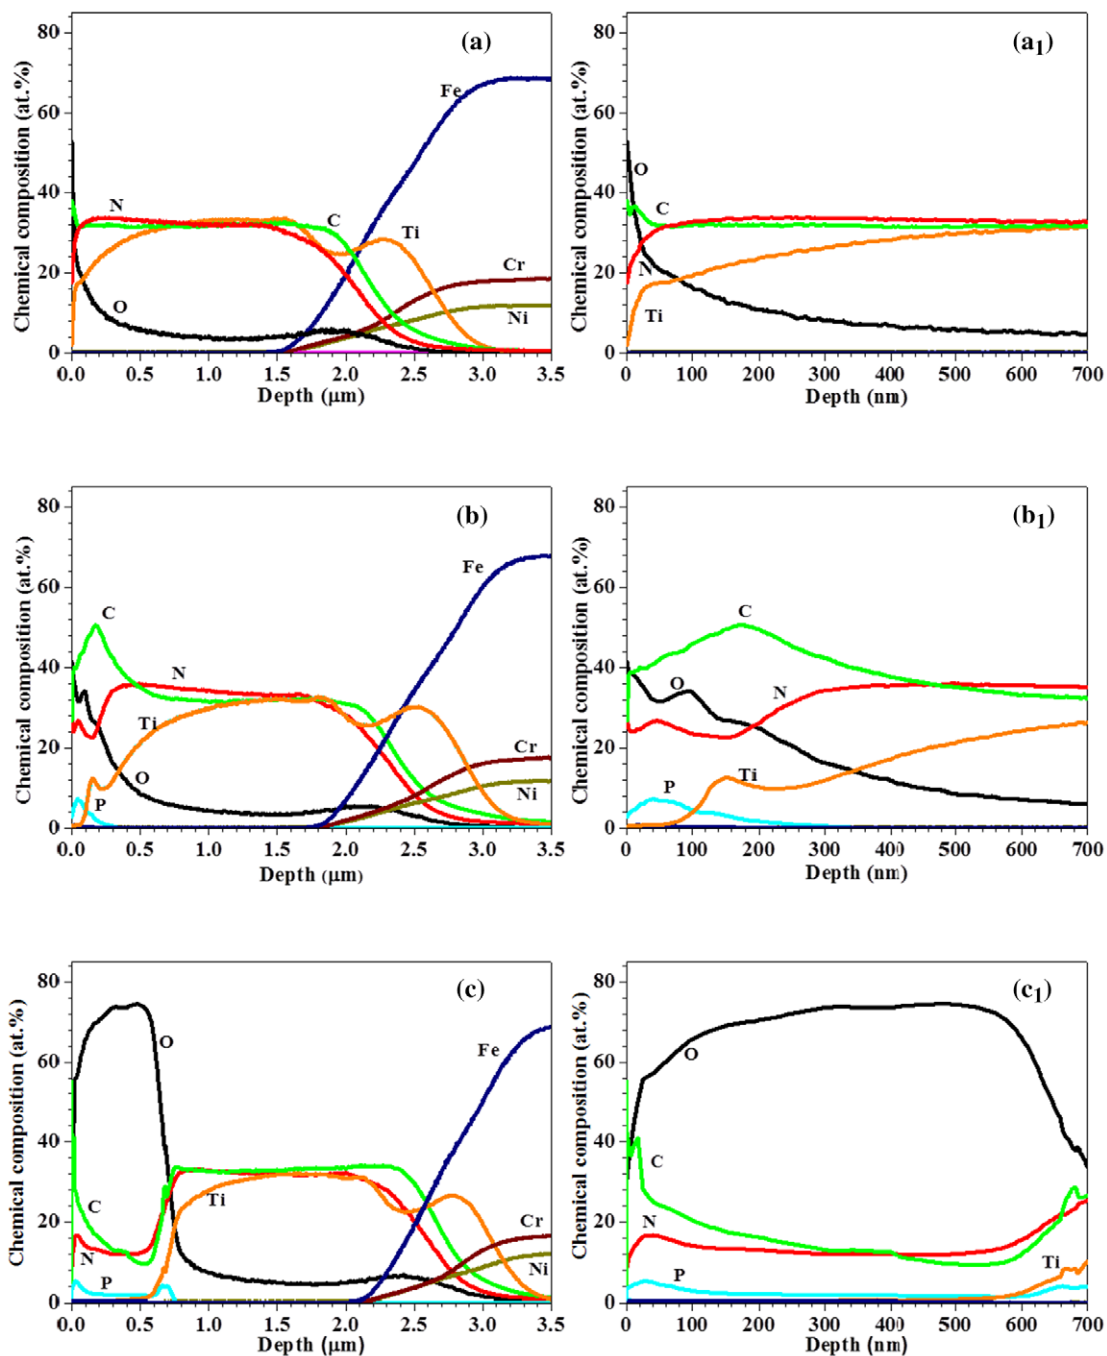 Chemical composition (at.%)
80
60
40
20
0
(a)
Fe
N
C
Ti
Cr
O
Ni
0.0 0.5 1.0 1.5 2.0 2.5 3.0 3.5
Depth (μm)
Chemical composition (at.%)
80
60
40
20
0
(a1)
O
C
N
Ti
0 100 200 300 400 500 600 700
Depth (nm)
Chemical composition (at.%)
80
60
40
20
0
(b)
Fe
C
N
Ti
Cr
O
Ni
P
0.0 0.5 1.0 1.5 2.0 2.5 3.0 3.5
Depth (μm)
Chemical composition (at.%)
80
60
40
20
0
(b1)
C
O
N
Ti
P
0 100 200 300 400 500 600 700
Depth (nm)
Chemical composition (at.%)
80
60
40
20
0
(c)
O
Fe
C
Ti
Cr
N
Ni
P
0.0 0.5 1.0 1.5 2.0 2.5 3.0 3.5
Depth (μm)
Chemical composition (at.%)
80
60
40
20
0
(c1)
O
C
N
Ti
P
0 100 200 300 400 500 600 700
Depth (nm)